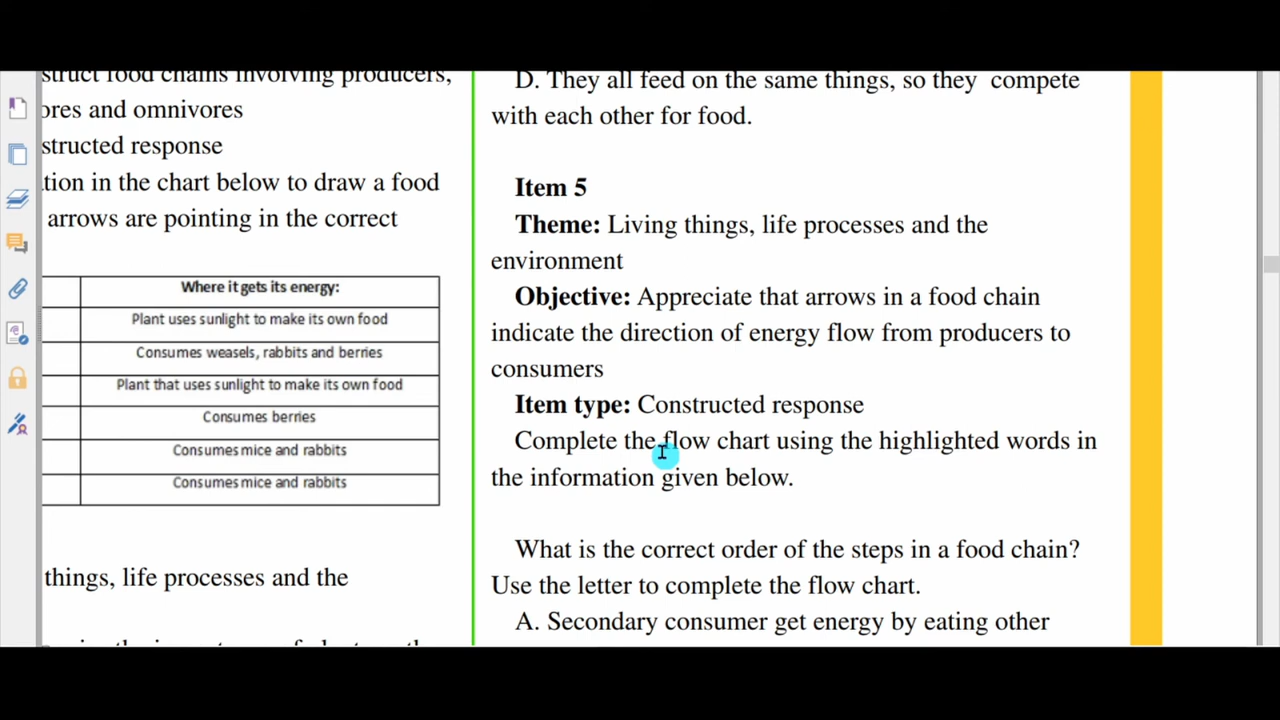 struct food chains involving producers,
ores and omnivores
structed response
tion in the chart below to draw a food
arrows are pointing in the correct
Where it gets its energy:
Plant uses sunlight to make its own food
Consumes weasels, rabbits and berries
Plant that uses sunlight to make its own food
Consumes berries
Consumes mice and rabbits
Consumes mice and rabbits
things, life processes and the
D. They all feed on the same things, so they compete
with each other for food.
Item 5
Theme: Living things, life processes and the
environment
Objective: Appreciate that arrows in a food chain
indicate the direction of energy flow from producers to
consumers
Item type: Constructed response
Complete the flow chart using the highlighted words in
the information given below.
What is the correct order of the steps in a food chain?
Use the letter to complete the flow chart.
A. Secondary consumer get energy by eating other